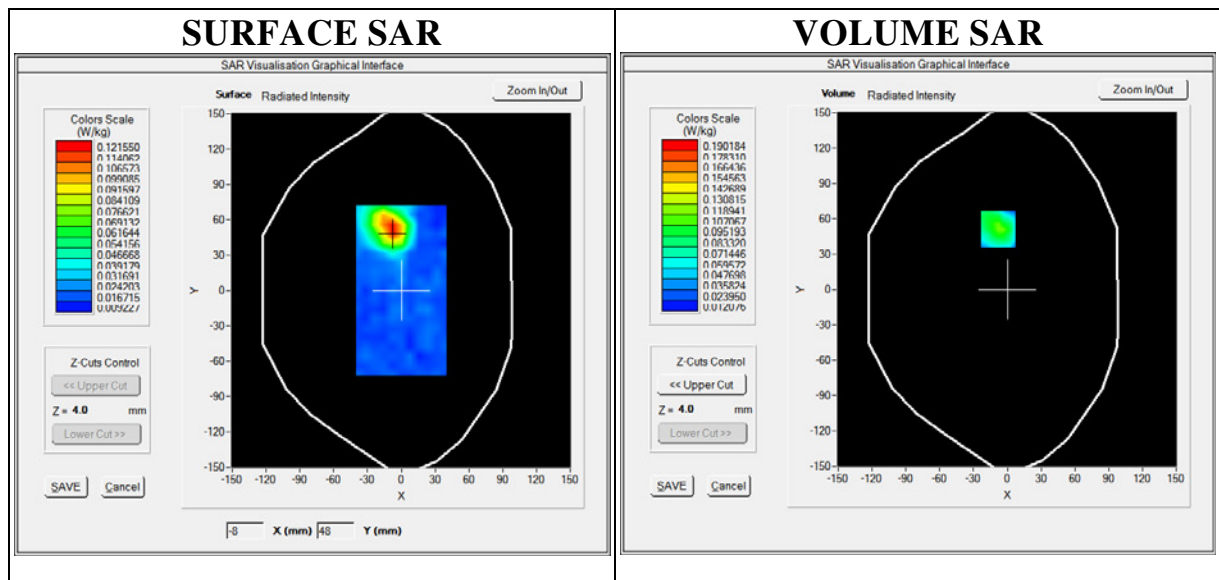 SURFACE SAR
SAR Visualisation Graphical Interface
Surface Radiated Intensity
Zoom In/Out
Colors Scale
(W/kg)
0.121550
0.114062
0.106573
0.099085
0.091597
0.084109
0.076621
0.069132
0.061644
0.054156
0.046668
0.039179
0.031691
0.024203
0.016715
0.009227
Z-Cuts Control
<< Upper Cut
Z = 4.0 mm
Lower Cut >>
SAVE Cancel
150
120
90
60
30
0
-30
-60
-90
-120
-150
Y
-150 -120 -90 -60 -30 0 30 60 90 120 150
X
-8 X (mm) 48 Y (mm)
VOLUME SAR
SAR Visualisation Graphical Interface
Volume Radiated Intensity
Zoom In/Out
Colors Scale
(W/kg)
0.190184
0.178310
0.166436
0.154563
0.142689
0.130815
0.118941
0.107067
0.095193
0.083320
0.071446
0.059572
0.047698
0.035824
0.023950
0.012076
Z-Cuts Control
<< Upper Cut
Z = 4.0 mm
Lower Cut >>
SAVE Cancel
150
120
90
60
30
0
-30
-60
-90
-120
-150
Y
-150 -120 -90 -60 -30 0 30 60 90 120 150
X